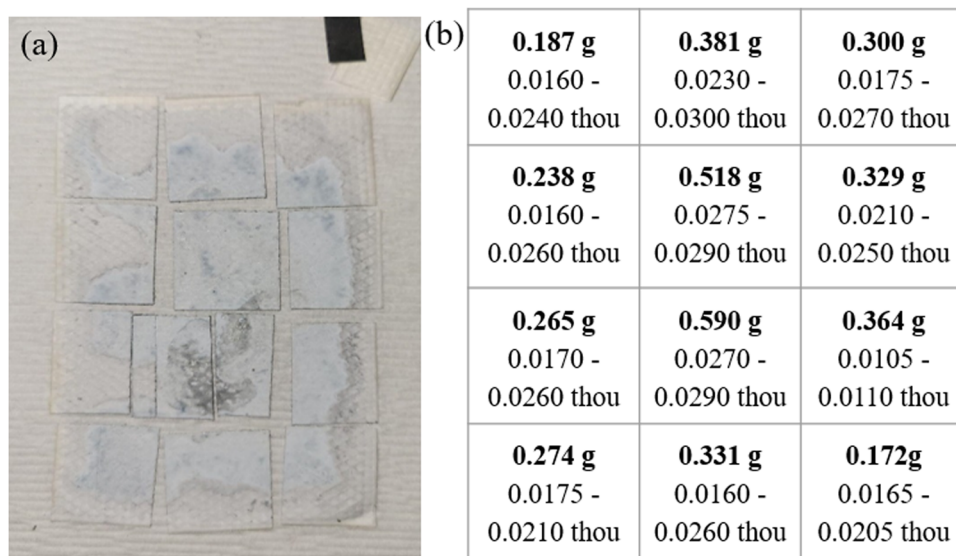 (a)
(b)
0.187 g
0.0160 -
0.0240 thou
0.381 g
0.0230 -
0.0300 thou
0.300 g
0.0175 -
0.0270 thou
0.238 g
0.0160 -
0.0260 thou
0.518 g
0.0275 -
0.0290 thou
0.329 g
0.0210 -
0.0250 thou
0.265 g
0.0170 -
0.0260 thou
0.590 g
0.0270 -
0.0290 thou
0.364 g
0.0105 -
0.0110 thou
0.274 g
0.0175 -
0.0210 thou
0.331 g
0.0160 -
0.0260 thou
0.172g
0.0165 -
0.0205 thou